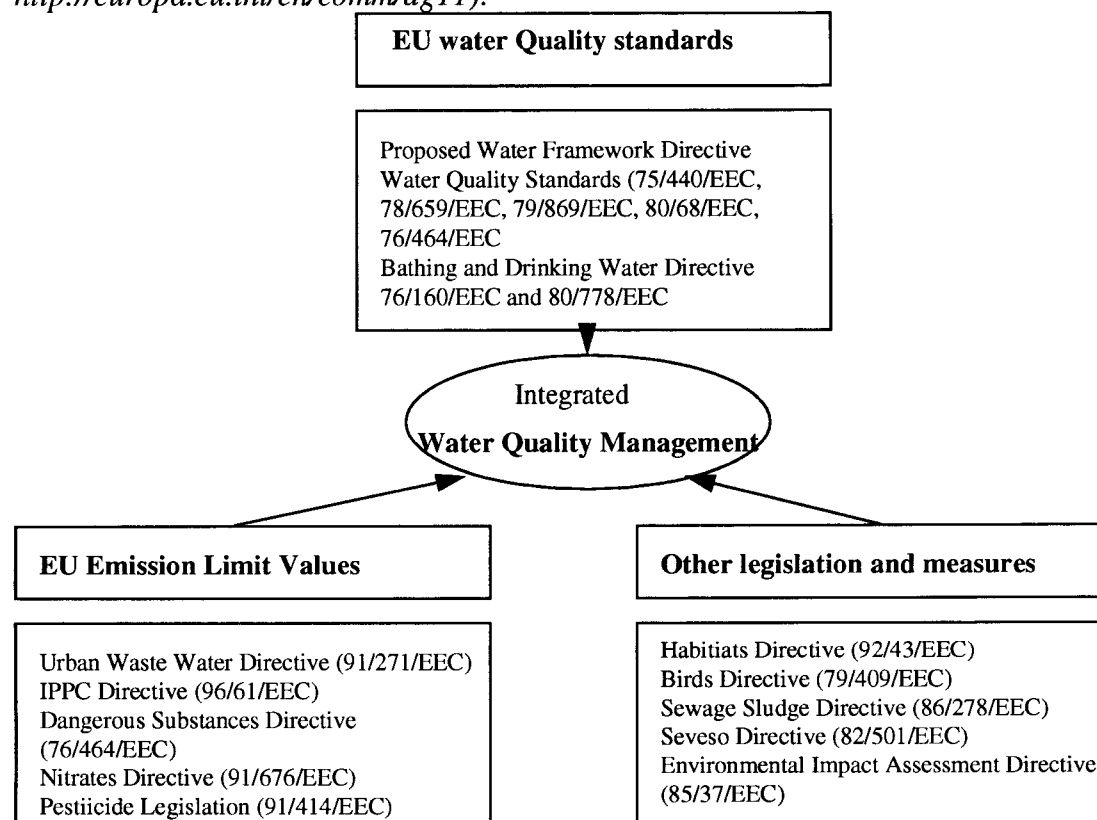 http://europa.eu.int/en/comm/dg11).
EU water Quality standards
Proposed Water Framework Directive
Water Quality Standards (75/440/EEC,
78/659/EEC, 79/869/EEC, 80/68/EEC,
76/464/EEC
Bathing and Drinking Water Directive
76/160/EEC and 80/778/EEC
Integrated
Water Quality Management
EU Emission Limit Values
Urban Waste Water Directive (91/271/EEC)
IPPC Directive (96/61/EEC)
Dangerous Substances Directive
(76/464/EEC)
Nitrates Directive (91/676/EEC)
Pestiicide Legislation (91/414/EEC)
Other legislation and measures
Habitiats Directive (92/43/EEC)
Birds Directive (79/409/EEC)
Sewage Sludge Directive (86/278/EEC)
Seveso Directive (82/501/EEC)
Environmental Impact Assessment Directive
(85/37/EEC)